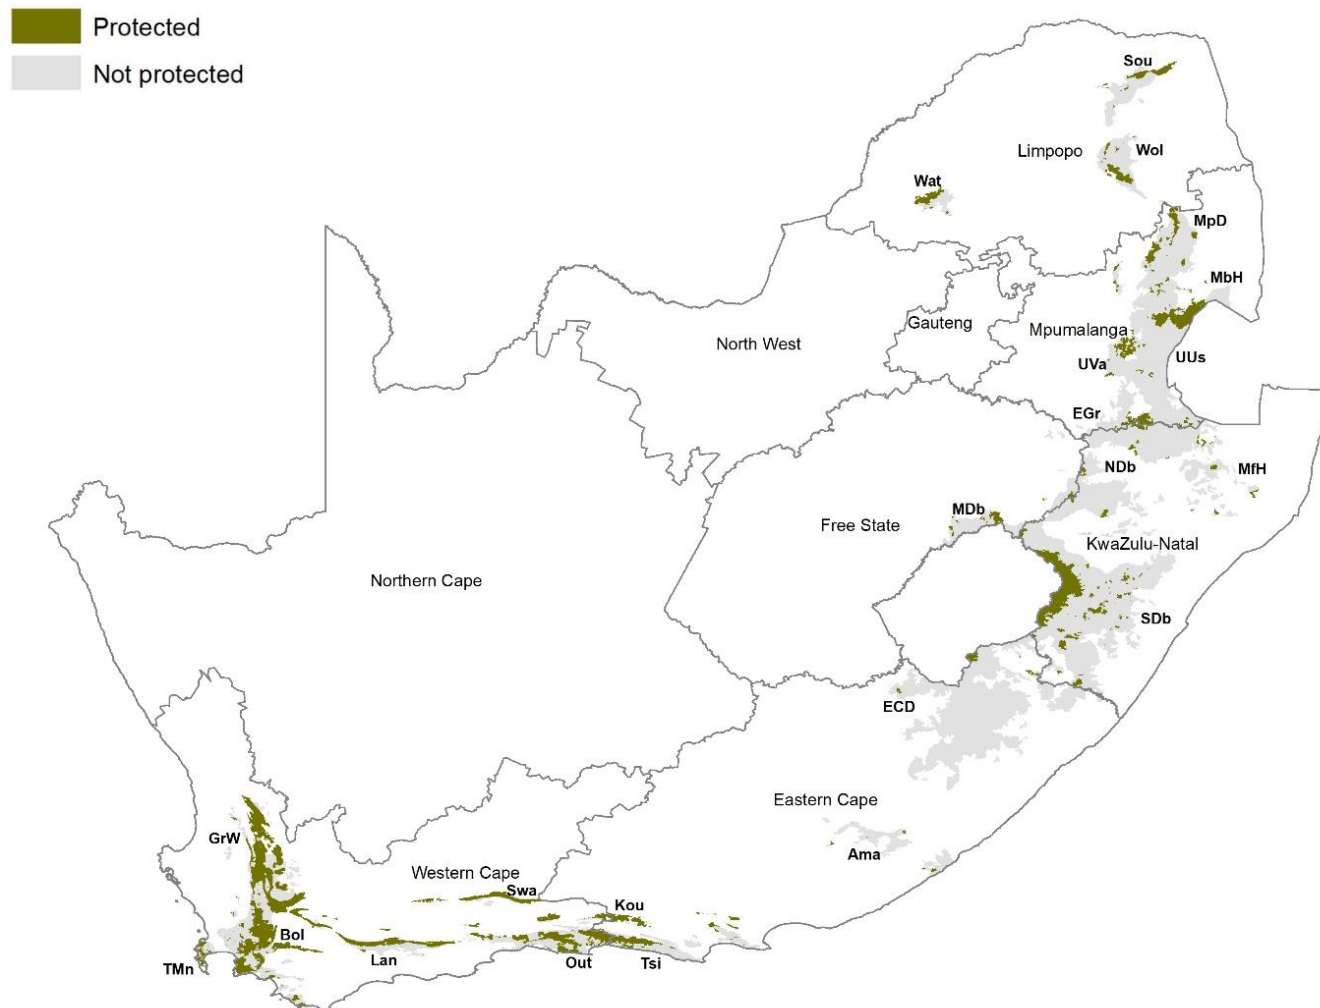 Protected
Not protected
Sou
Limpopo
Wol
Wat
MpD
MbH
Gauteng
Mpumalanga
North West
UVa
UUs
EGr
NDb
MfH
MDb
Free State
KwaZulu-Natal
Northern Cape
SDb
ECD
Eastern Cape
GrW
Ama
Western Cape
Swa
Kou
Bol
Lan
Out
Tsi
TMn